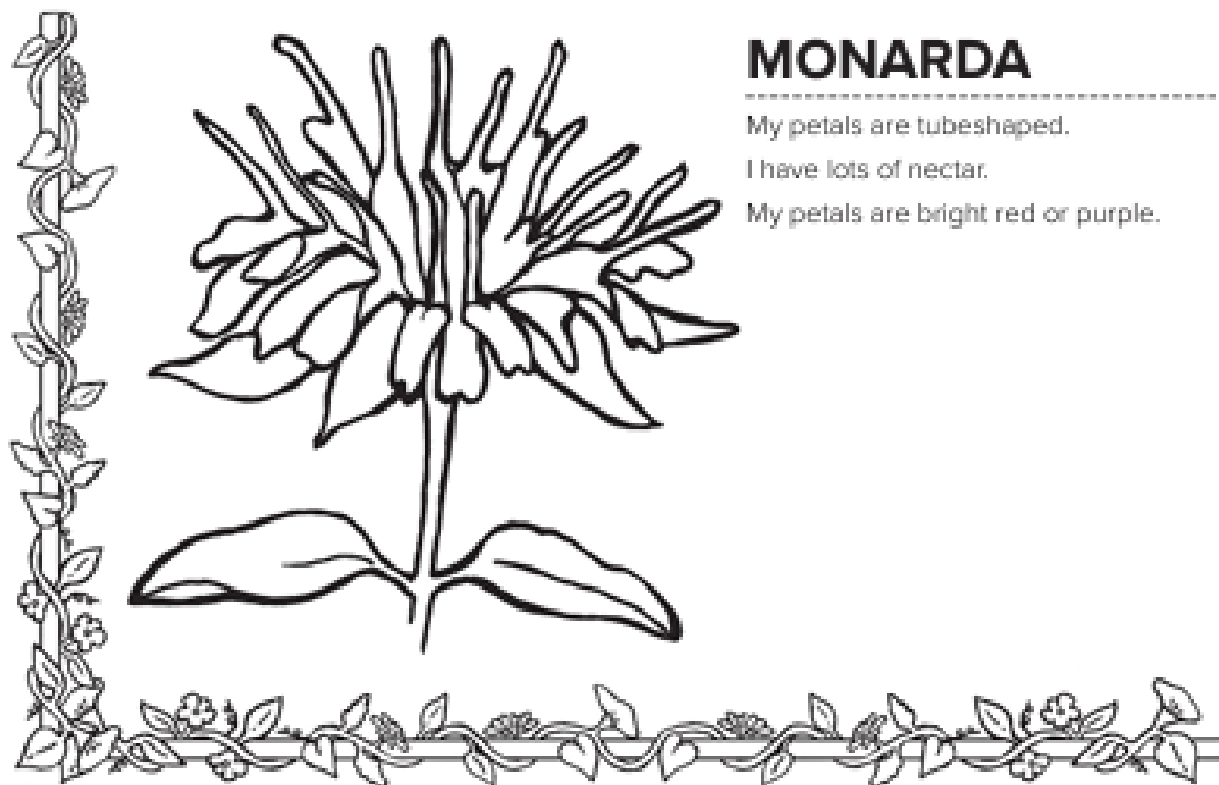 MONARDA
My petals are tubeshaped.
I have lots of nectar.
My petals are bright red or purple.